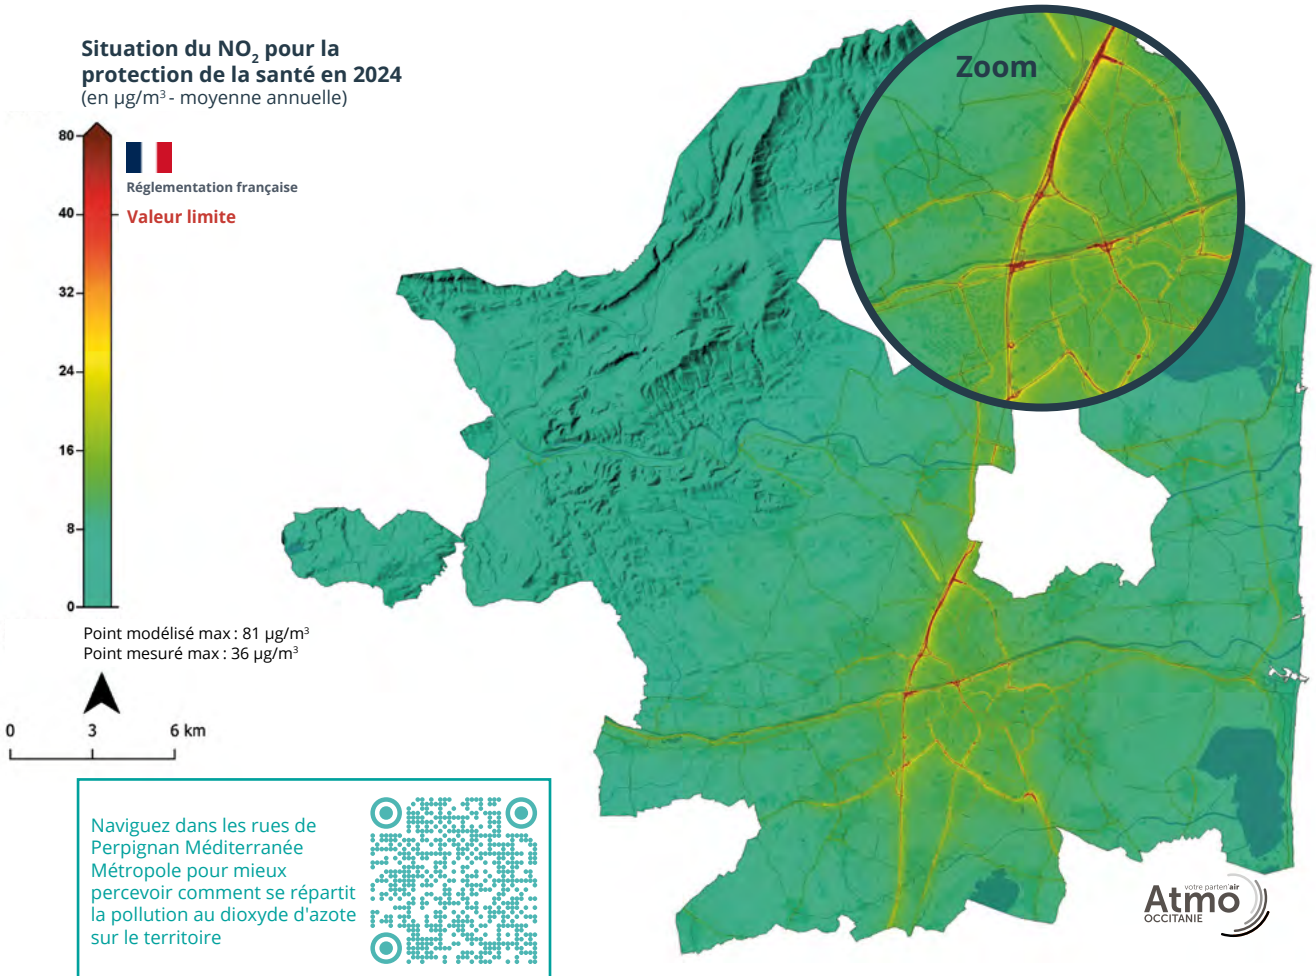 Situation du NO₂ pour la
protection de la santé en 2024
(en µg/m³ - moyenne annuelle)
80
Réglementation française
40
Valeur limite
32
24
16
8
0
Point modélisé max : 81 µg/m³
Point mesuré max : 36 µg/m³
0 3 6 km
Zoom
Naviguez dans les rues de
Perpignan Méditerranée
Métropole pour mieux
percevoir comment se répartit
la pollution au dioxyde d'azote
sur le territoire
votre parten'air
Atmo
OCCITANIE